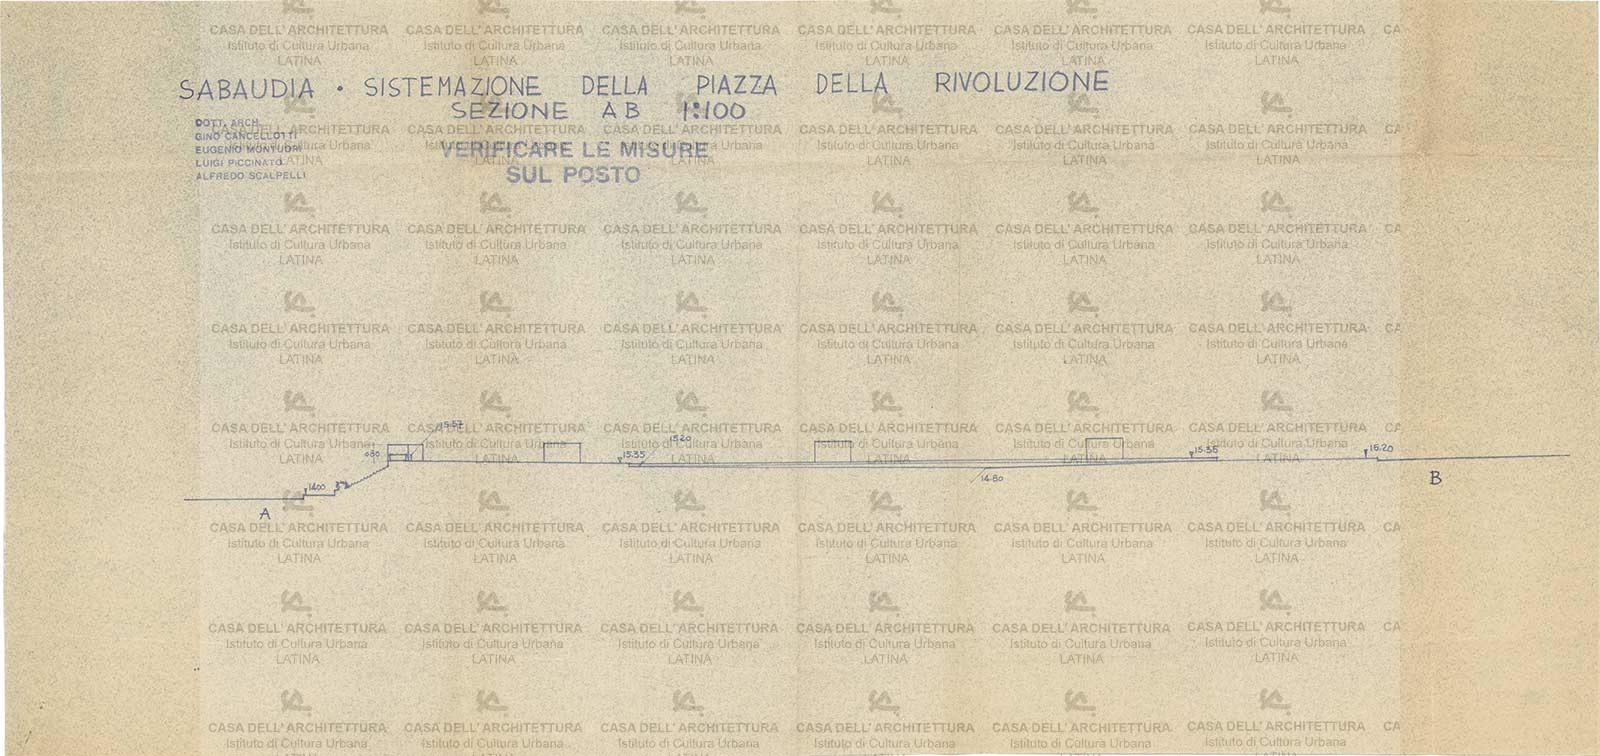 SABAUDIA • SISTEMAZIONE DELLA PIAZZA DELLA RIVOLUZIONE
SEZIONE AB 1:100
DOTT. ARCH.
GINO CANCELLOTTI
EUGENIO MONTUORI
LUIGI PICCINATO
ALFREDO SCALPELLI
VERIFICARE LE MISURE
SUL POSTO
CASA DELL'ARCHITETTURA
Istituto di Cultura Urbana
LATINA
15.57
15.20
0.80
15.35
15.35
15.20
14.80
14.00
A
B